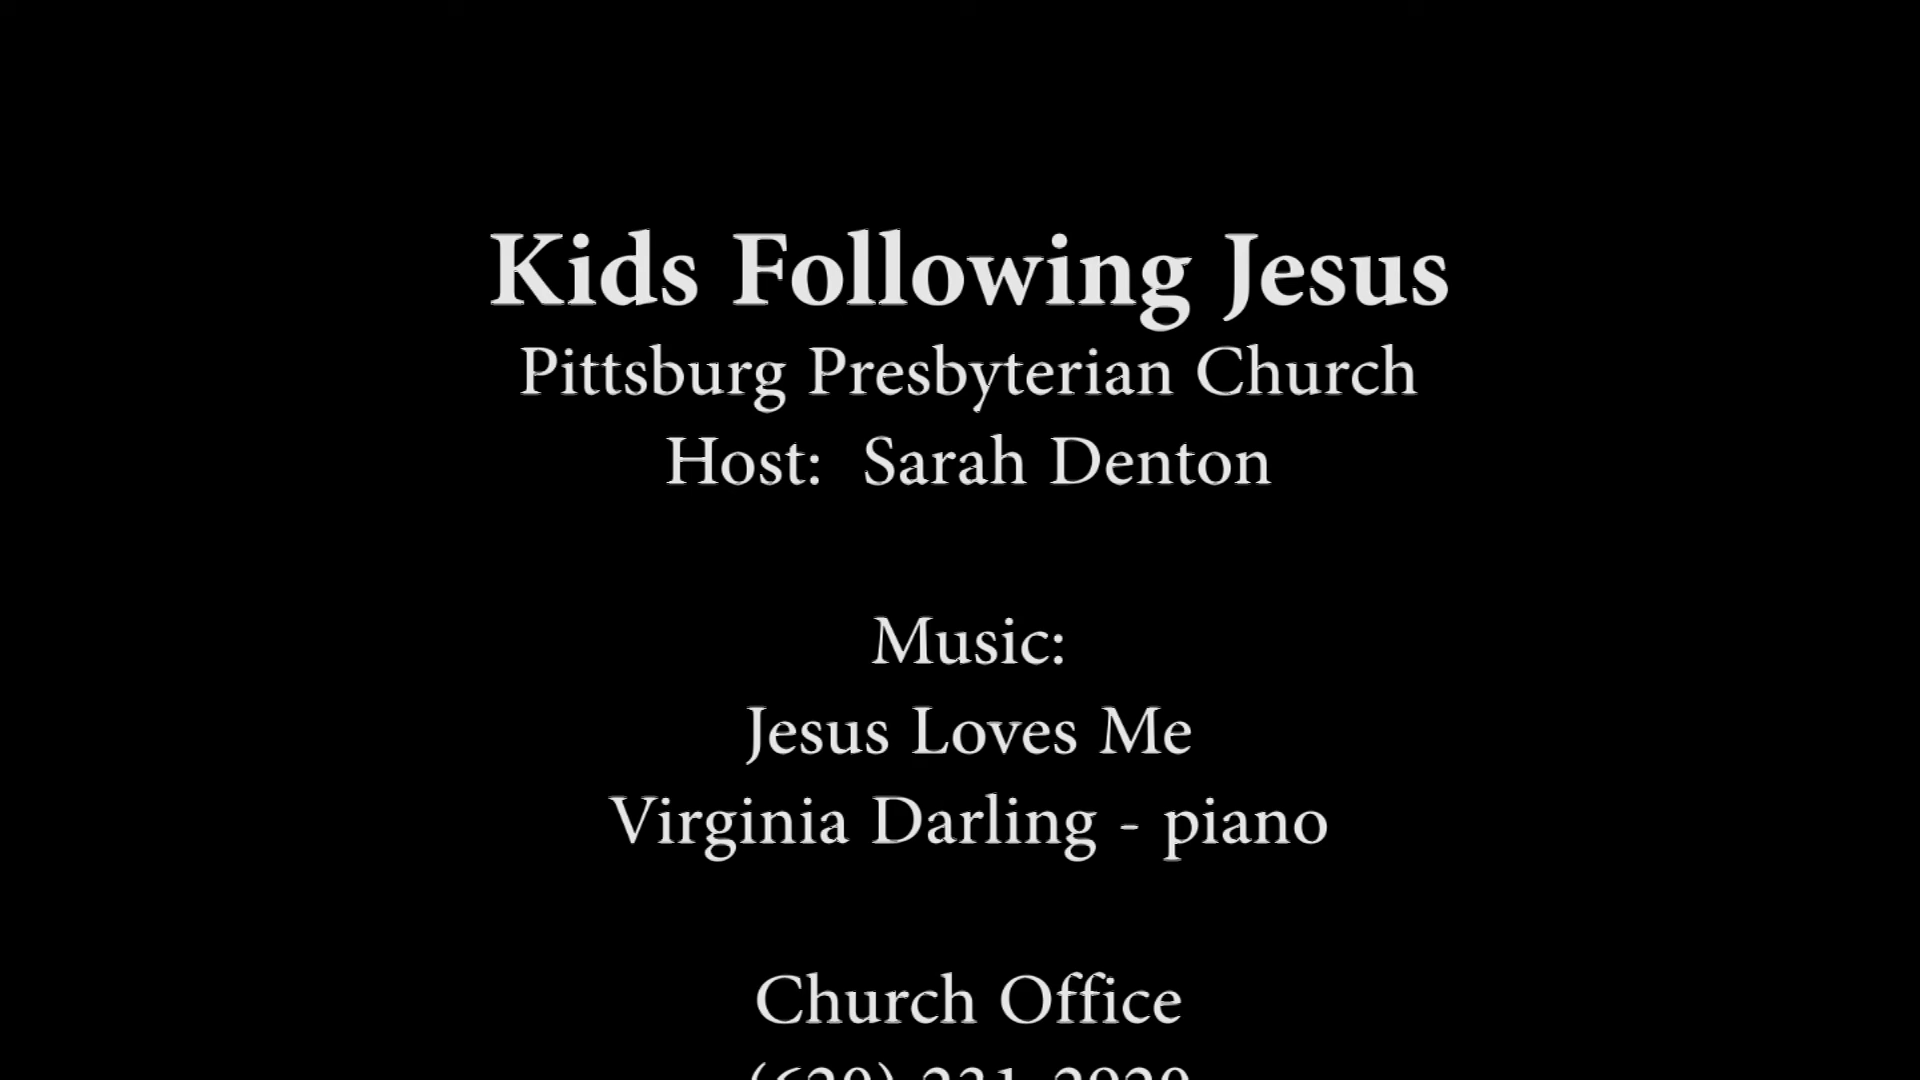 Kids Following Jesus
Pittsburg Presbyterian Church
Host:  Sarah Denton
Music:
Jesus Loves Me
Virginia Darling - piano
Church Office